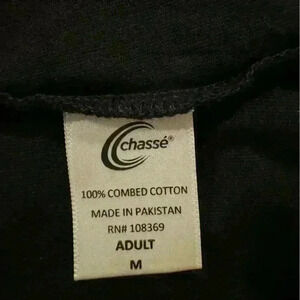 chassé®
100% COMBED COTTON
MADE IN PAKISTAN
RN# 108369
ADULT
M